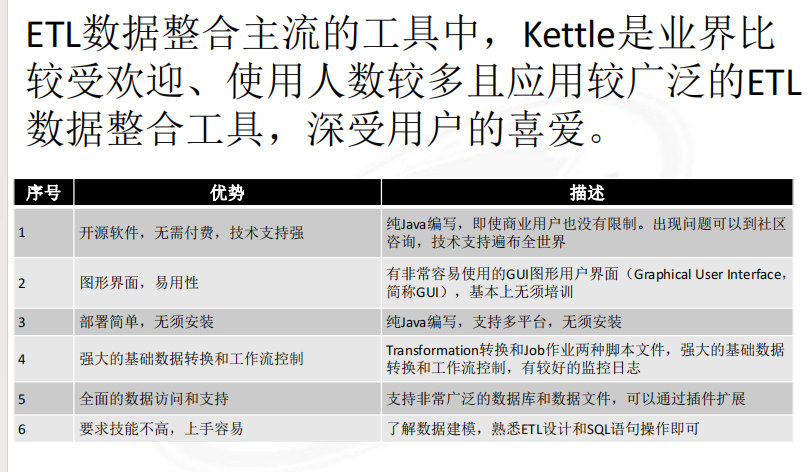 ETL数据整合主流的工具中，Kettle是业界比
较受欢迎、使用人数较多且应用较广泛的ETL
数据整合工具，深受用户的喜爱。
序号 优势 描述
1 开源软件，无需付费，技术支持强 纯Java编写，即使商业用户也没有限制。出现问题可以到社区
咨询，技术支持遍布全世界
2 图形界面，易用性 有非常容易使用的GUI图形用户界面（Graphical User Interface，
简称GUI），基本上无须培训
3 部署简单，无须安装 纯Java编写，支持多平台，无须安装
4 强大的基础数据转换和工作流控制 Transformation转换和Job作业两种脚本文件，强大的基础数据
转换和工作流控制，有较好的监控日志
5 全面的数据访问和支持 支持非常广泛的数据库和数据文件，可以通过插件扩展
6 要求技能不高，上手容易 了解数据建模，熟悉ETL设计和SQL语句操作即可